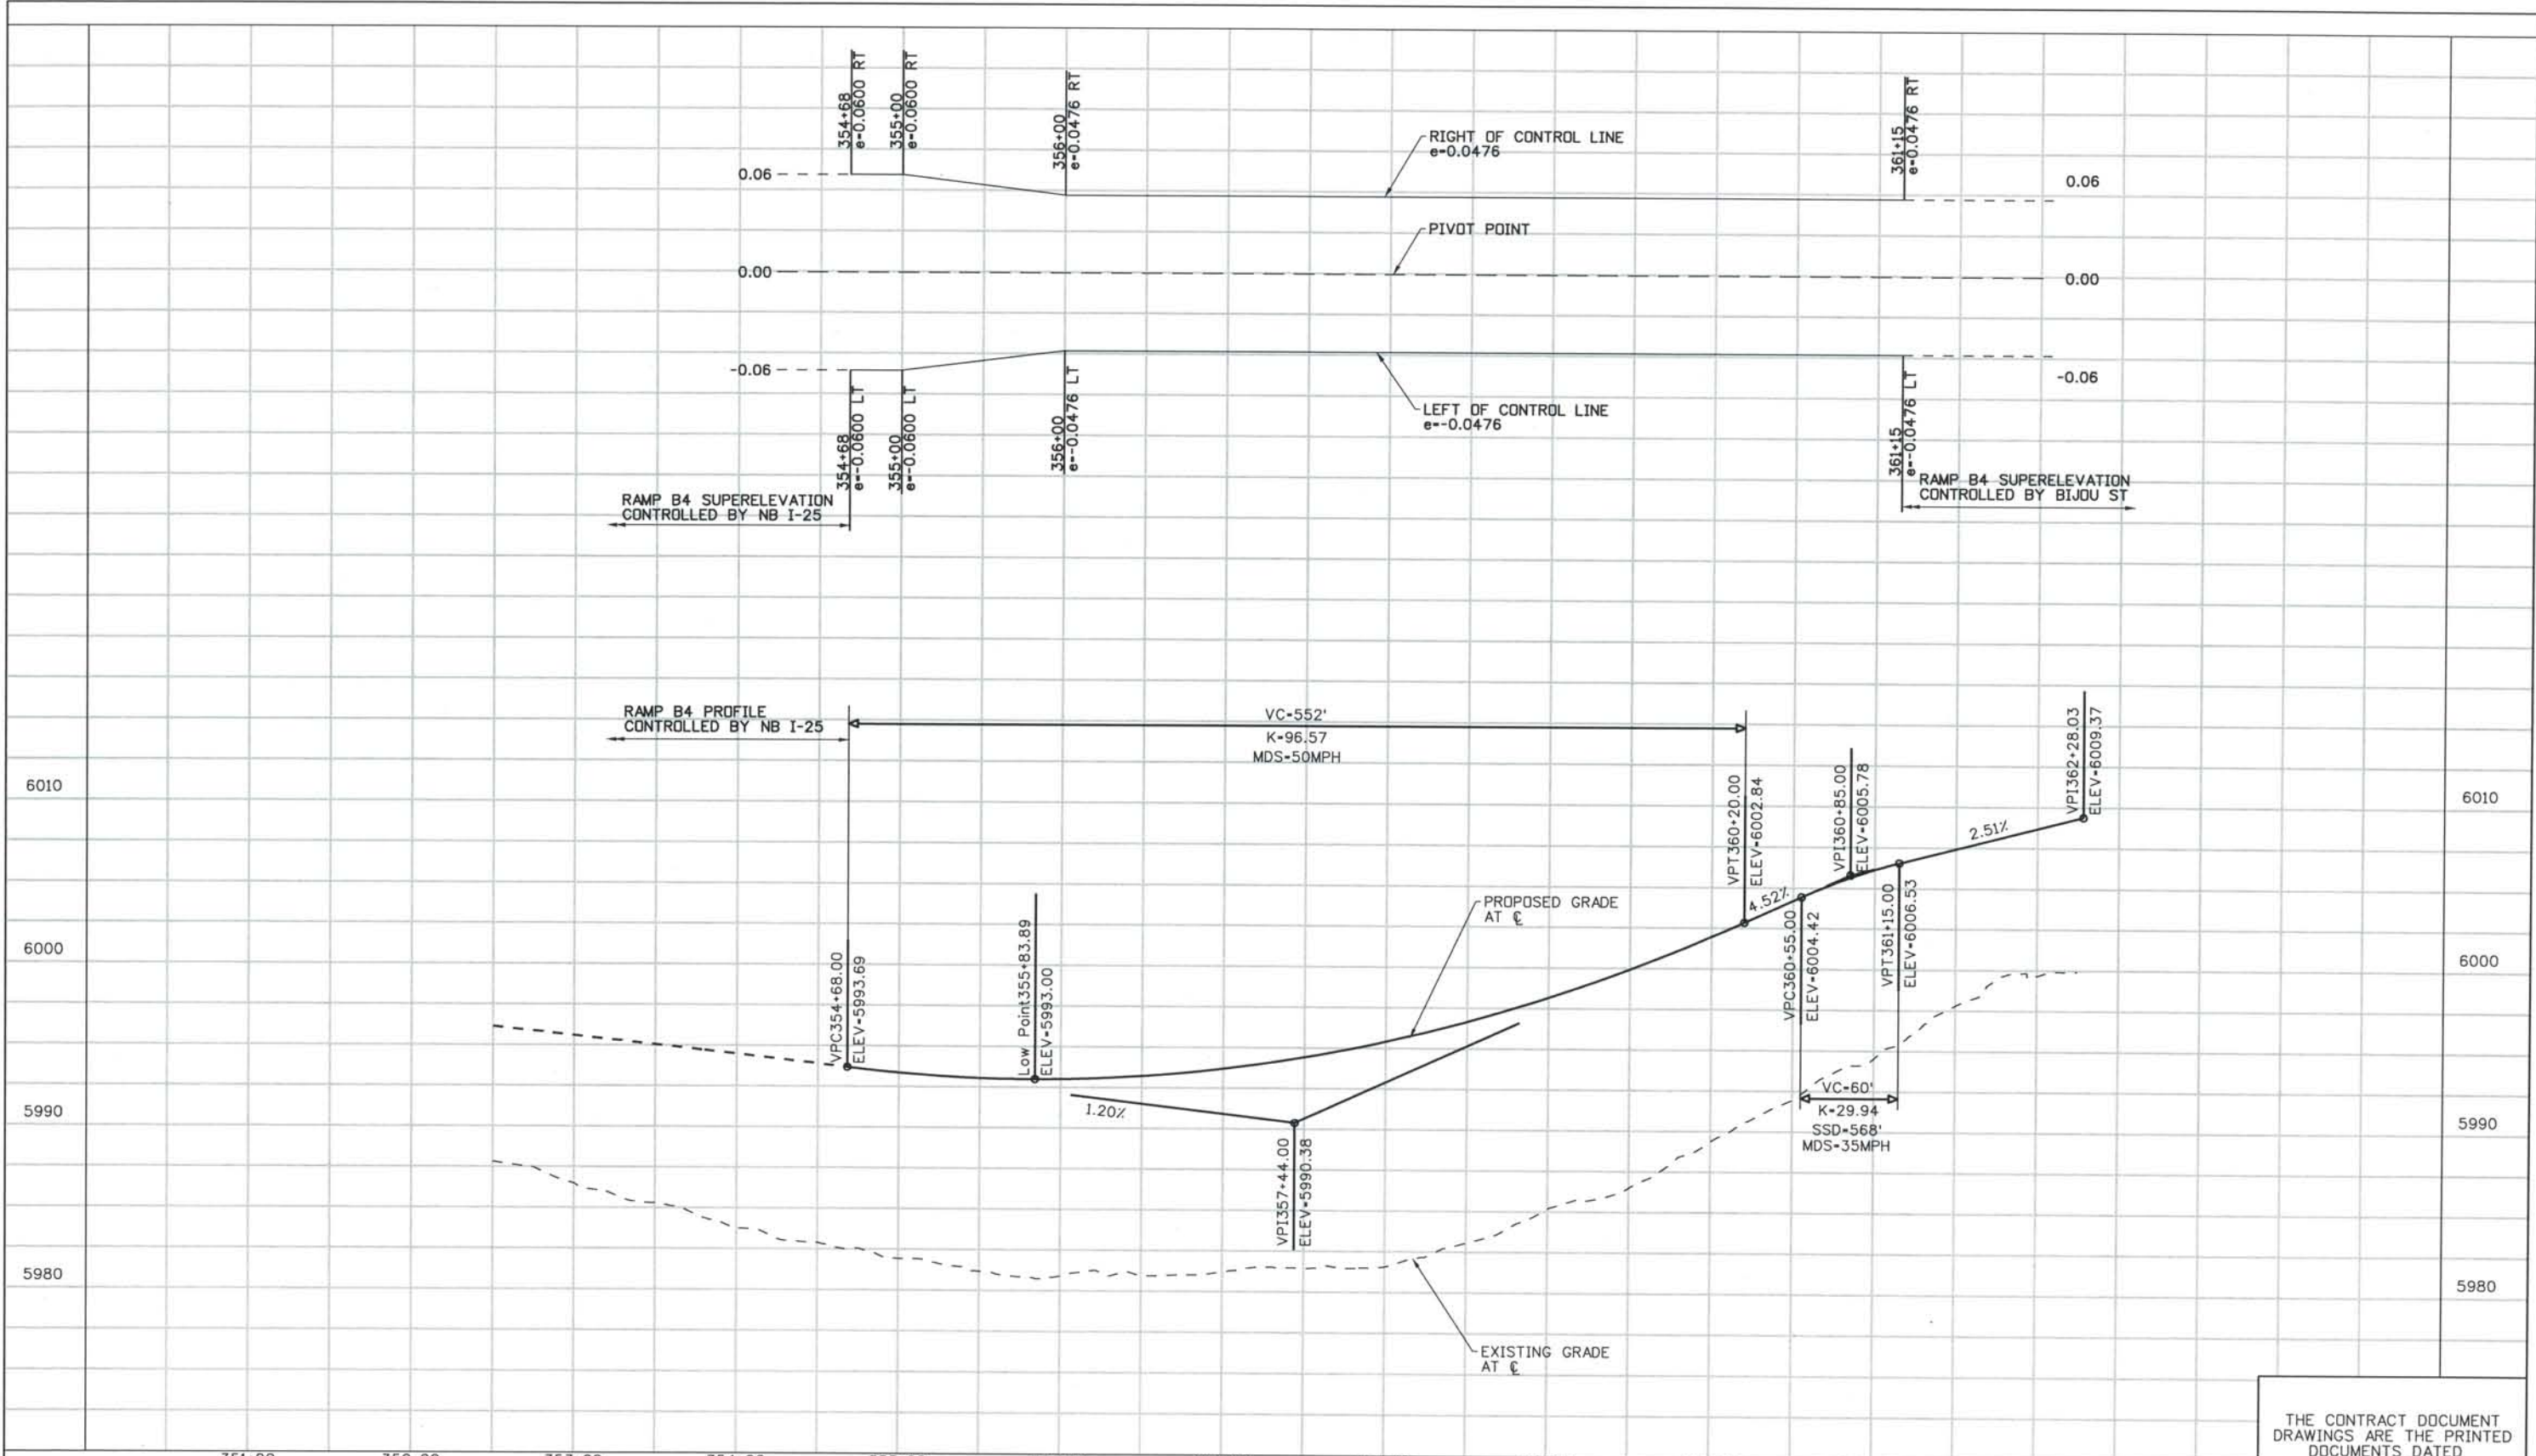 354+68
e=0.0600 RT
355+00
e=0.0600 RT
356+00
e=0.0476 RT
361+15
e=0.0476 RT
RIGHT OF CONTROL LINE
e=0.0476
0.06
0.06
PIVOT POINT
0.00
0.00
-0.06
-0.06
LEFT OF CONTROL LINE
e=-0.0476
354+68
e=-0.0600 LT
355+00
e=-0.0600 LT
356+00
e=-0.0476 LT
361+15
e=-0.0476 LT
RAMP B4 SUPERELEVATION
CONTROLLED BY NB I-25
RAMP B4 SUPERELEVATION
CONTROLLED BY BIJOU ST
RAMP B4 PROFILE
CONTROLLED BY NB I-25
VC=552'
K=96.57
MDS=50MPH
6010
6010
VPT360+20.00
ELEV=6002.84
VPI360+85.00
ELEV=6005.78
VPI362+28.03
ELEV=6009.37
2.51%
4.52%
PROPOSED GRADE
AT ℄
6000
6000
VPC354+68.00
ELEV=5993.69
Low Point355+83.89
ELEV=5993.00
VPC360+55.00
ELEV=6004.42
VPT361+15.00
ELEV=6006.53
5990
5990
1.20%
VC=60'
K=29.94
SSD=568'
MDS=35MPH
VPI357+44.00
ELEV=5990.38
5980
5980
EXISTING GRADE
AT ℄
THE CONTRACT DOCUMENT
DRAWINGS ARE THE PRINTED
DOCUMENTS DATED